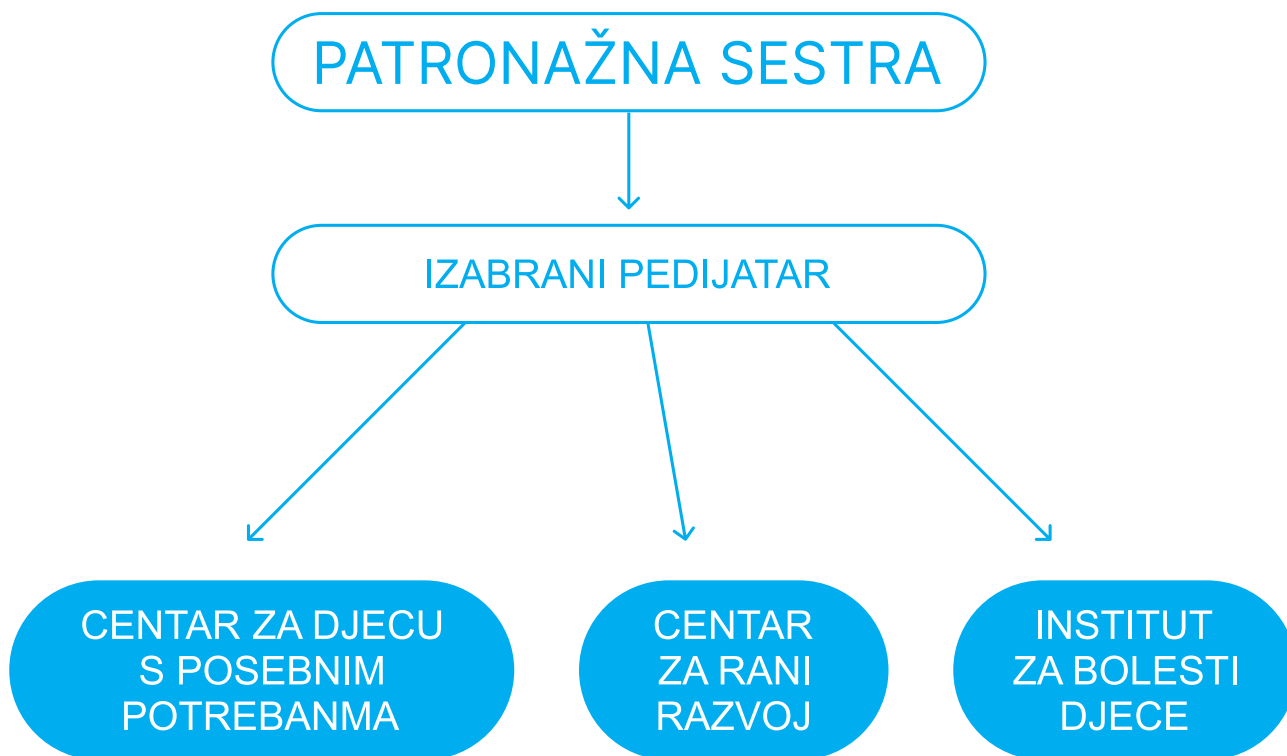 PATRONAŽNA SESTRA
IZABRANI PEDIJATAR
CENTAR ZA DJECU
S POSEBNIM
POTREBANMA
CENTAR
ZA RANI
RAZVOJ
INSTITUT
ZA BOLESTI
DJECE